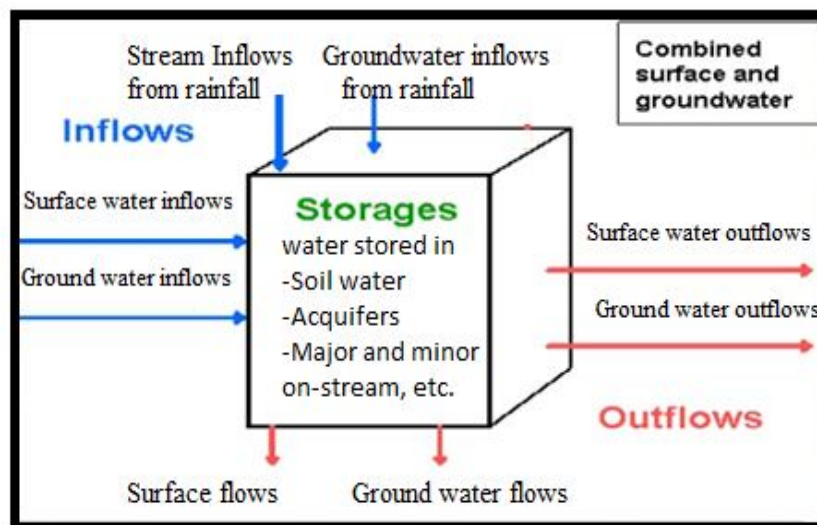 Stream Inflows
from rainfall
Groundwater inflows
from rainfall
Combined
surface and
groundwater
Inflows
Surface water inflows
Ground water inflows
Storages
water stored in
-Soil water
-Acquifers
-Major and minor
on-stream, etc.
Surface water outflows
Ground water outflows
Outflows
Surface flows
Ground water flows